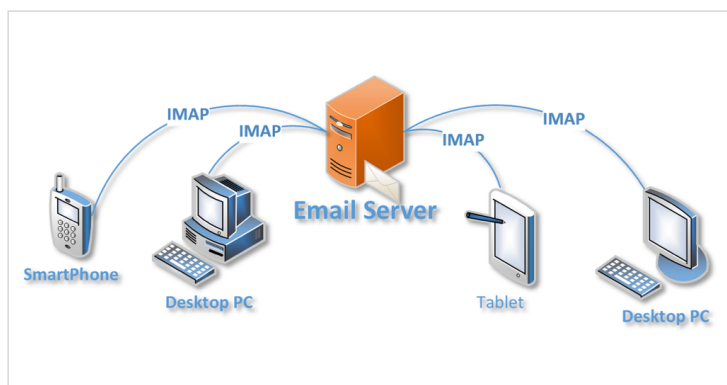 IMAP
IMAP
IMAP
IMAP
Email Server
SmartPhone
Desktop PC
Tablet
Desktop PC